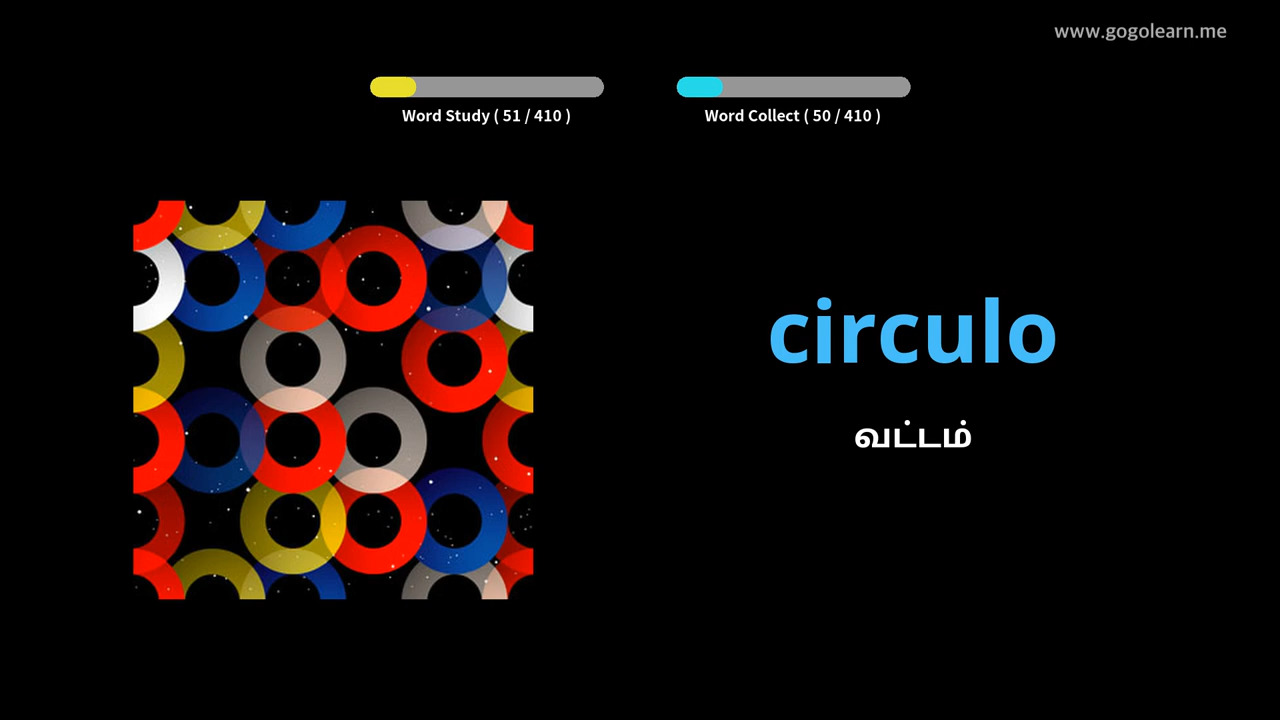 www.gogolearn.me
Word Study ( 51 / 410 )
Word Collect ( 50 / 410 )
circulo
வட்டம்